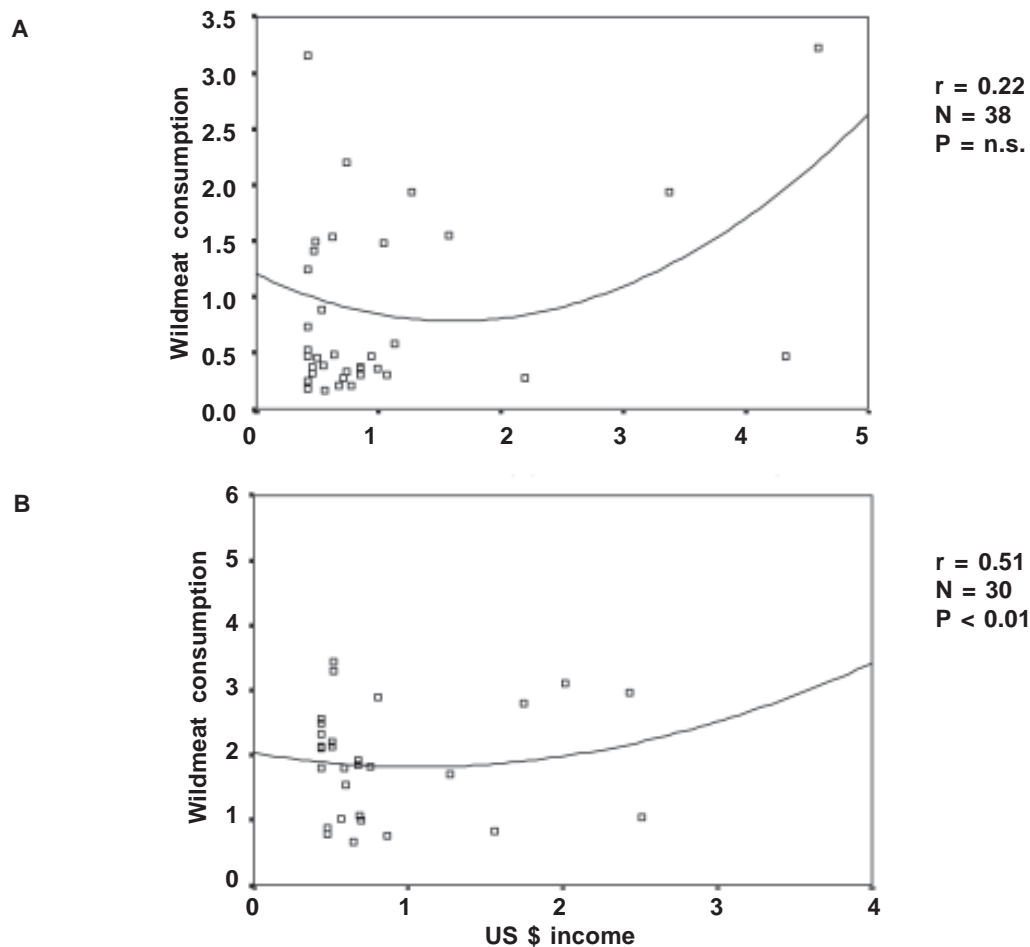 A
Wildmeat consumption
3.5
3.0
2.5
2.0
1.5
1.0
0.5
0.0
0 1 2 3 4 5
r = 0.22
N = 38
P = n.s.
B
Wildmeat consumption
6
5
4
3
2
1
0
0 1 2 3 4
US $ income
r = 0.51
N = 30
P < 0.01